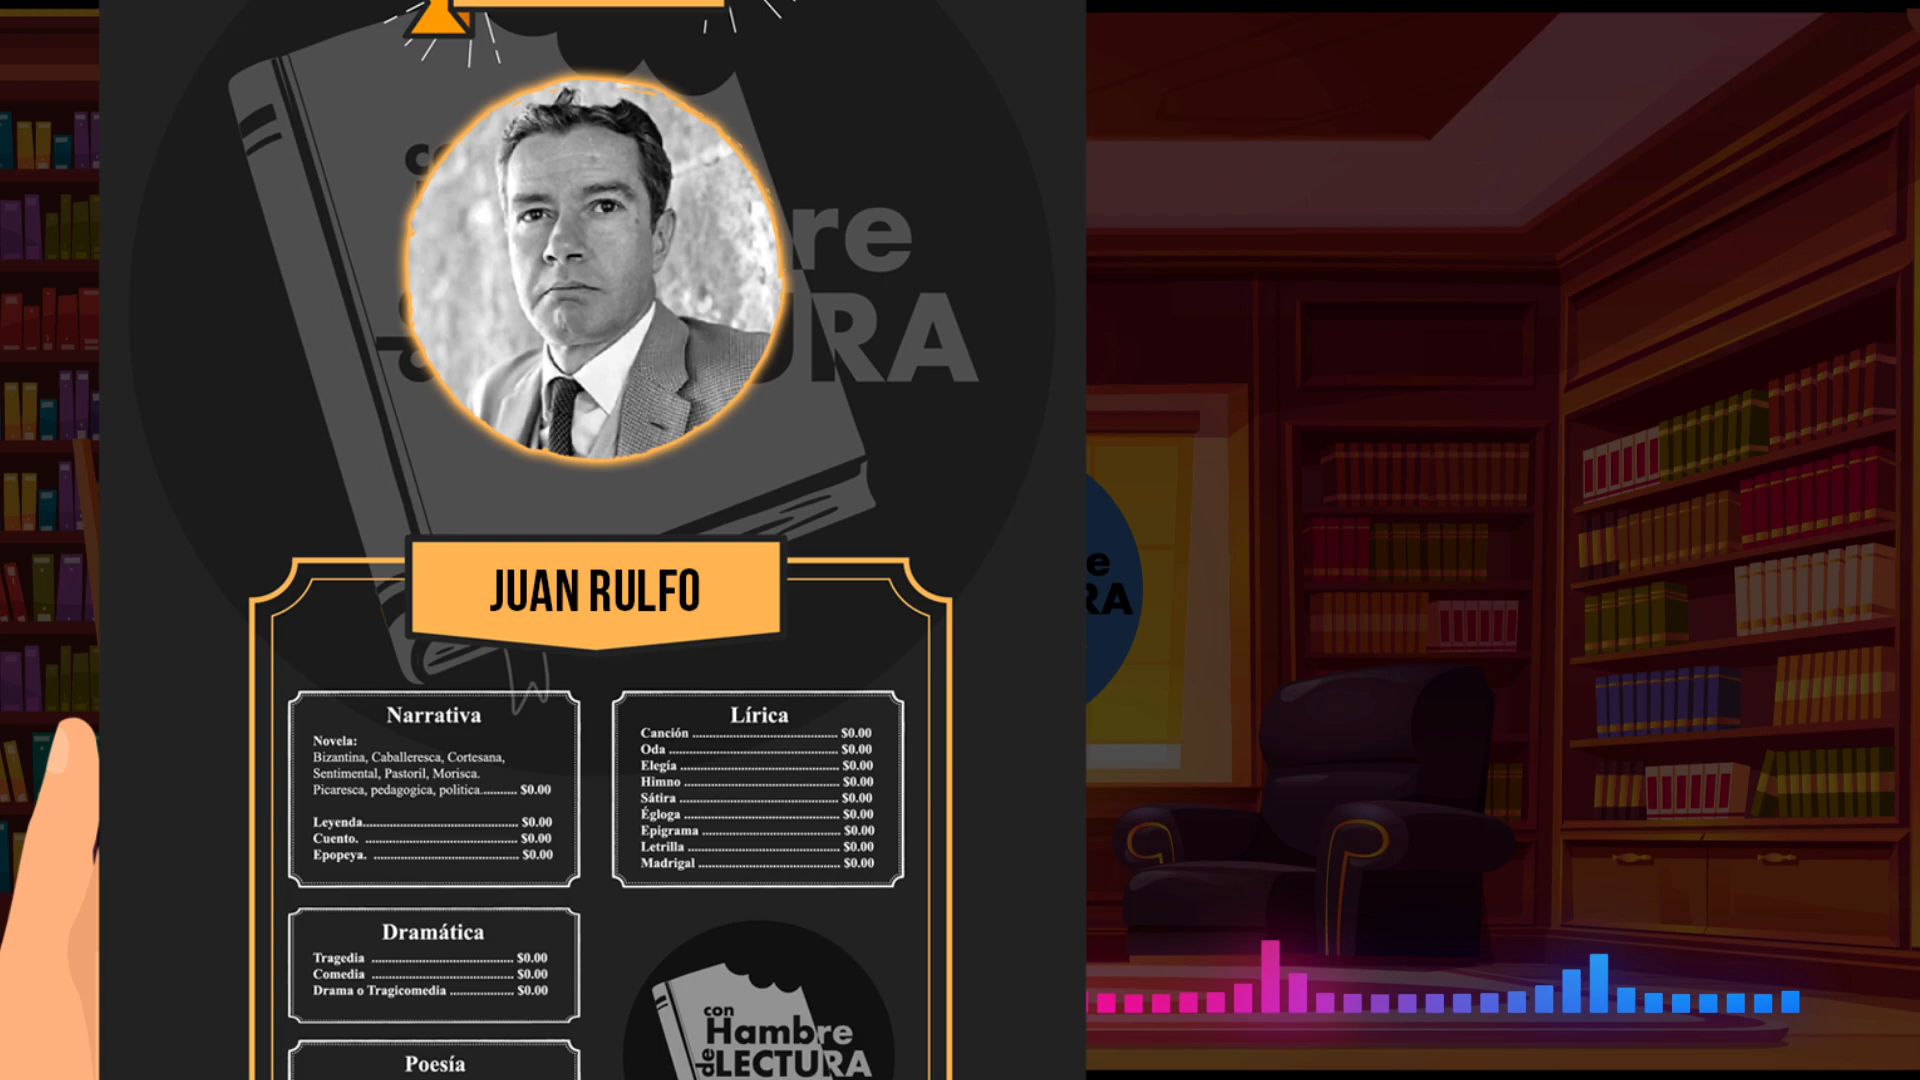 re
URA
JUAN RULFO
Narrativa
Novela:
Bizantina, Caballeresca, Cortesana,
Sentimental, Pastoril, Morisca.
Picaresca, pedagogica, politica.......... $0.00
Leyenda.................................................... $0.00
Cuento. .................................................... $0.00
Epopeya. ................................................. $0.00
Lírica
Canción ................................................. $0.00
Oda ......................................................... $0.00
Elegía ..................................................... $0.00
Himno ..................................................... $0.00
Sátira ...................................................... $0.00
Égloga ..................................................... $0.00
Epigrama ............................................... $0.00
Letrilla .................................................... $0.00
Madrigal ................................................ $0.00
Dramática
Tragedia ................................................ $0.00
Comedia ................................................ $0.00
Drama o Tragicomedia ...................... $0.00
Poesía
con
Hambre
de LECTURA
e
RA